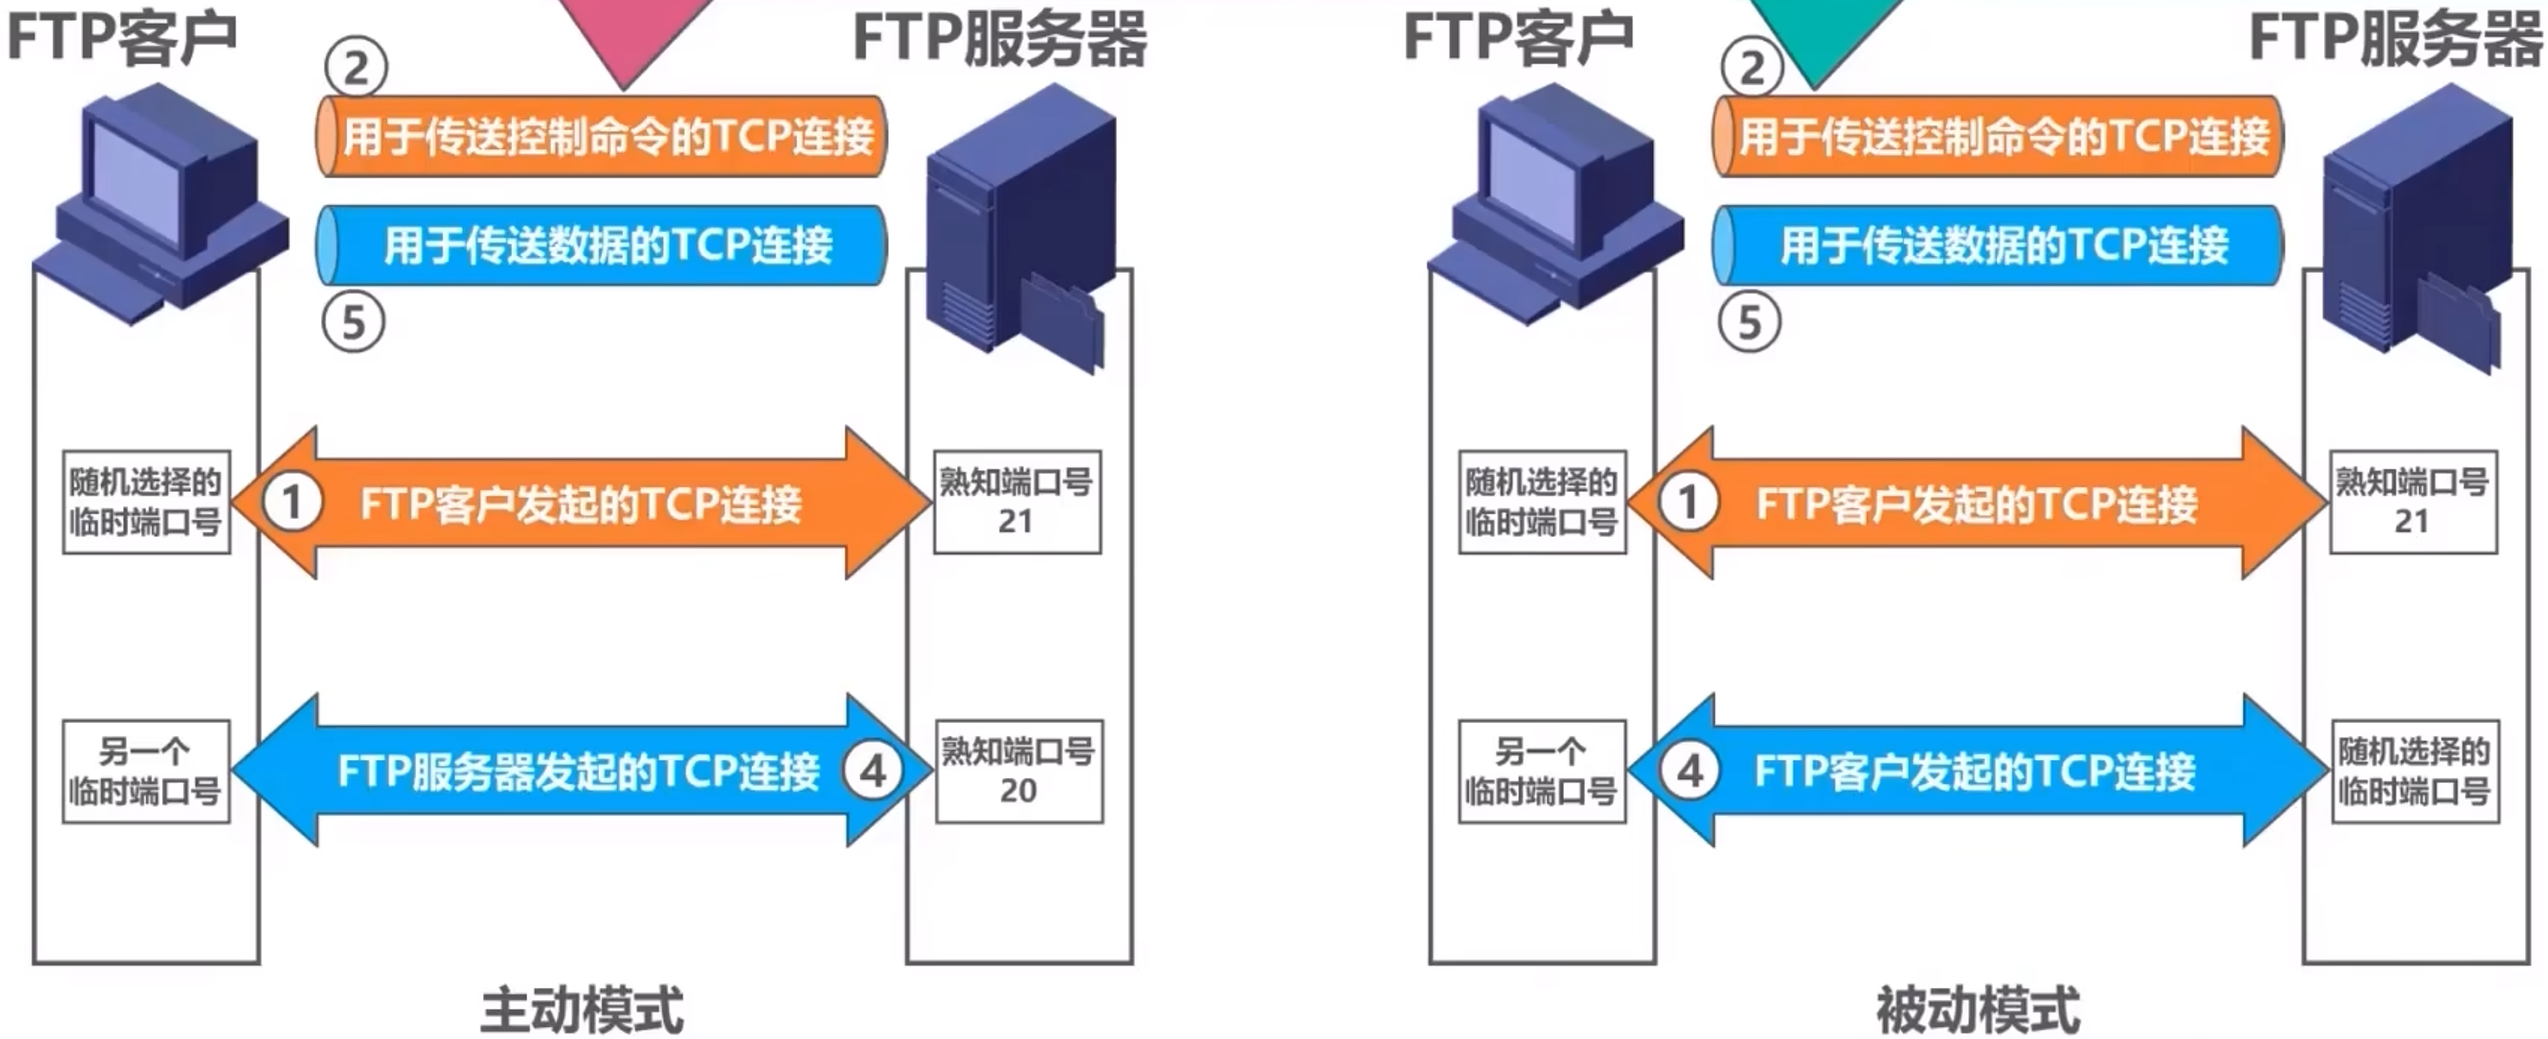 FTP客户
FTP服务器
②
用于传送控制命令的TCP连接
用于传送数据的TCP连接
⑤
随机选择的
临时端口号
①
FTP客户发起的TCP连接
熟知端口号
21
另一个
临时端口号
FTP服务器发起的TCP连接
④
熟知端口号
20
主动模式
FTP客户
FTP服务器
②
用于传送控制命令的TCP连接
用于传送数据的TCP连接
⑤
随机选择的
临时端口号
①
FTP客户发起的TCP连接
熟知端口号
21
另一个
临时端口号
④
FTP客户发起的TCP连接
随机选择的
临时端口号
被动模式